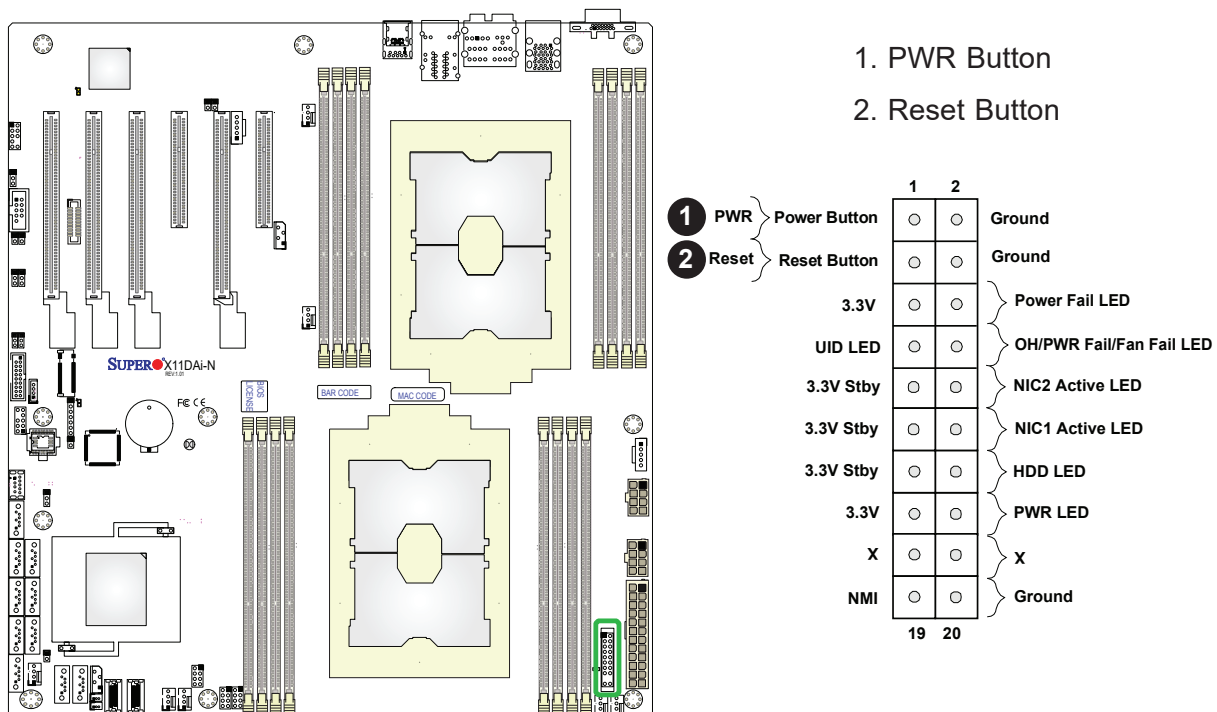 1. PWR Button
2. Reset Button
1 2
1 PWR Power Button Ground
2 Reset Reset Button Ground
3.3V Power Fail LED
UID LED OH/PWR Fail/Fan Fail LED
3.3V Stby NIC2 Active LED
3.3V Stby NIC1 Active LED
3.3V Stby HDD LED
3.3V PWR LED
X X
NMI Ground
19 20
SUPER X11DAi-N
REV:1.01
BIOS
LICENSE
BAR CODE
MAC CODE
FC CE